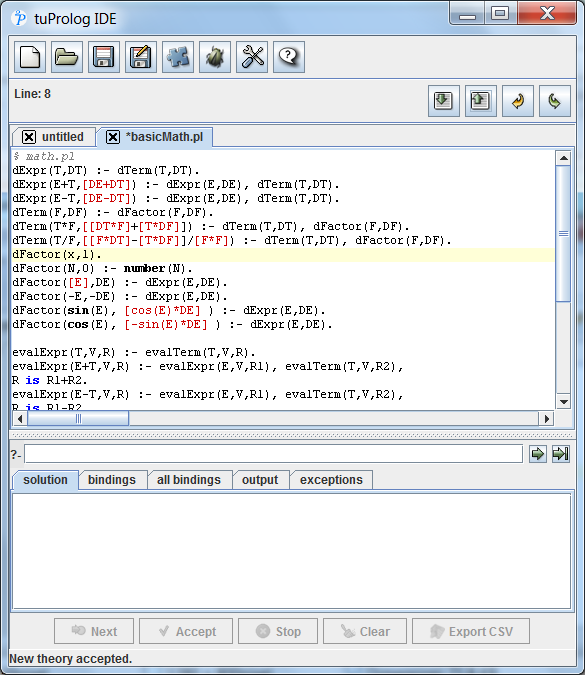 tuProlog IDE
Line: 8
untitled
*basicMath.pl
% math.pl
dExpr(T,DT) :- dTerm(T,DT).
dExpr(E+T,[DE+DT]) :- dExpr(E,DE), dTerm(T,DT).
dExpr(E-T,[DE-DT]) :- dExpr(E,DE), dTerm(T,DT).
dTerm(F,DF) :- dFactor(F,DF).
dTerm(T*F,[[DT*F]+[T*DF]]) :- dTerm(T,DT), dFactor(F,DF).
dTerm(T/F,[[F*DT]-[T*DF]]/[F*F]) :- dTerm(T,DT), dFactor(F,DF).
dFactor(x,1).
dFactor(N,0) :- number(N).
dFactor([E],DE) :- dExpr(E,DE).
dFactor(-E,-DE) :- dExpr(E,DE).
dFactor(sin(E), [cos(E)*DE] ) :- dExpr(E,DE).
dFactor(cos(E), [-sin(E)*DE] ) :- dExpr(E,DE).
evalExpr(T,V,R) :- evalTerm(T,V,R).
evalExpr(E+T,V,R) :- evalExpr(E,V,R1), evalTerm(T,V,R2),
R is R1+R2.
evalExpr(E-T,V,R) :- evalExpr(E,V,R1), evalTerm(T,V,R2),
R is R1-R2
?-
solution
bindings
all bindings
output
exceptions
Next
Accept
Stop
Clear
Export CSV
New theory accepted.